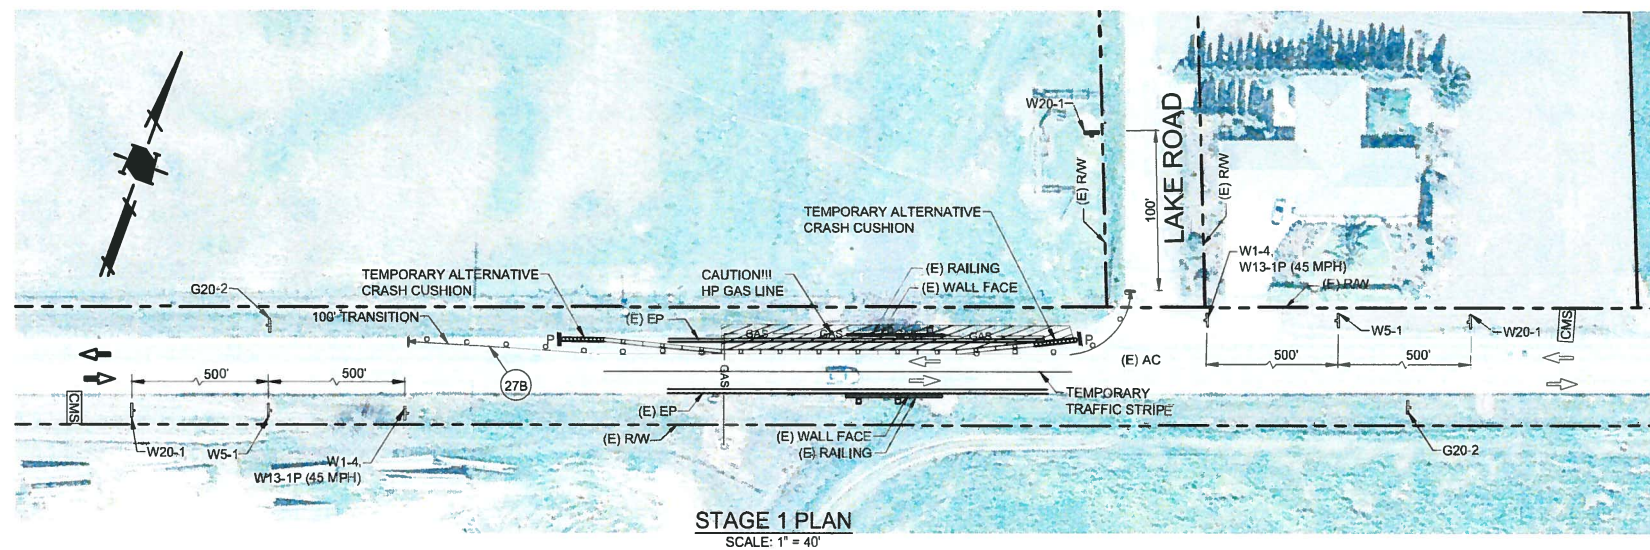 W20-1
LAKE ROAD
(E) R/W
(E) R/W
100'
TEMPORARY ALTERNATIVE
CRASH CUSHION
W1-4,
W13-1P (45 MPH)
(E) R/W
TEMPORARY ALTERNATIVE
CRASH CUSHION
CAUTION!!!
HP GAS LINE
(E) RAILING
(E) WALL FACE
G20-2
100' TRANSITION
(E) EP
GAS
GAS
GAS
GAS
P
P
W5-1
W20-1
CMS
27B
(E) AC
500'
500'
500'
500'
CMS
TEMPORARY
TRAFFIC STRIPE
(E) EP
(E) R/W
(E) WALL FACE
(E) RAILING
W20-1
W5-1
W1-4,
W13-1P (45 MPH)
G20-2
STAGE 1 PLAN
SCALE: 1" = 40'